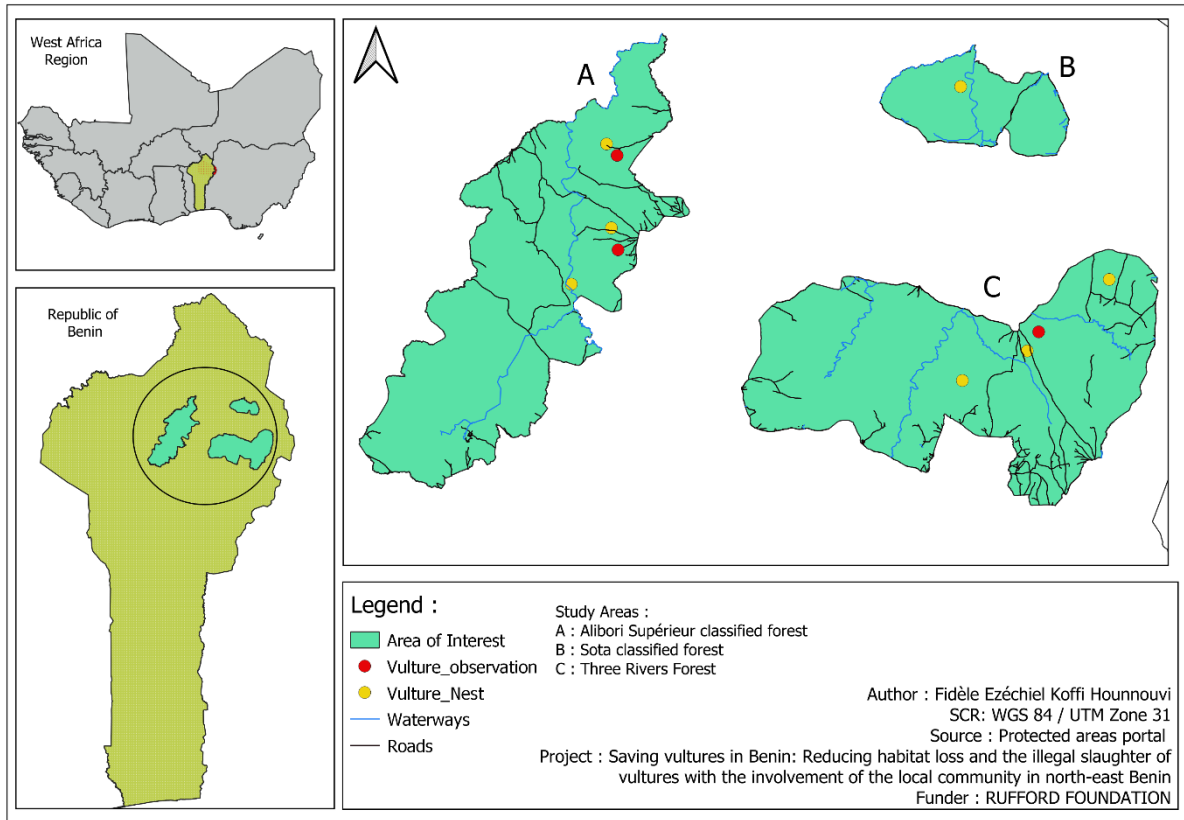 West Africa
Region
Republic of
Benin
A
B
C
Legend :
Area of Interest
Vulture_observation
Vulture_Nest
Waterways
Roads
Study Areas :
A : Alibori Supérieur classified forest
B : Sota classified forest
C : Three Rivers Forest
Author : Fidèle Ezéchiel Koffi Hounnouvi
SCR: WGS 84 / UTM Zone 31
Source : Protected areas portal
Project : Saving vultures in Benin: Reducing habitat loss and the illegal slaughter of
vultures with the involvement of the local community in north-east Benin
Funder : RUFFORD FOUNDATION